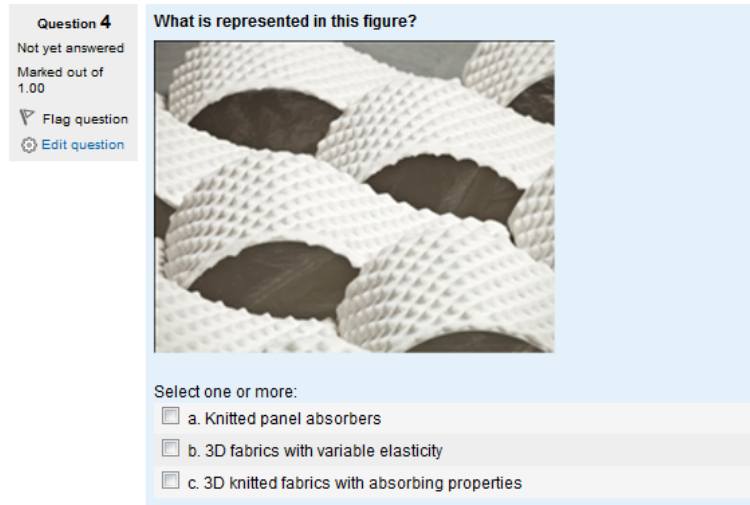 Question 4
Not yet answered
Marked out of
1.00
Flag question
Edit question
What is represented in this figure?
Select one or more:
a. Knitted panel absorbers
b. 3D fabrics with variable elasticity
c. 3D knitted fabrics with absorbing properties